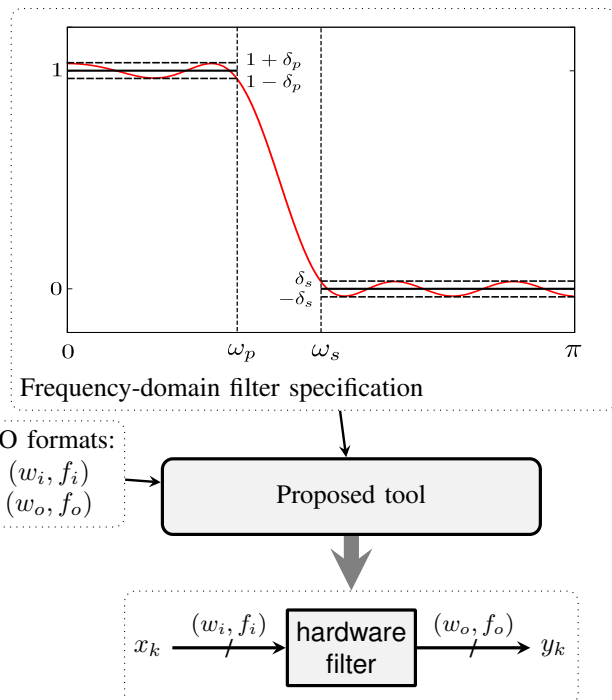 1 + δ_p
1
1 − δ_p
δ_s
0
−δ_s
0
ω_p
ω_s
π
Frequency-domain filter specification
O formats:
(w_i, f_i)
(w_o, f_o)
Proposed tool
(w_i, f_i)
(w_o, f_o)
x_k
hardware
filter
y_k